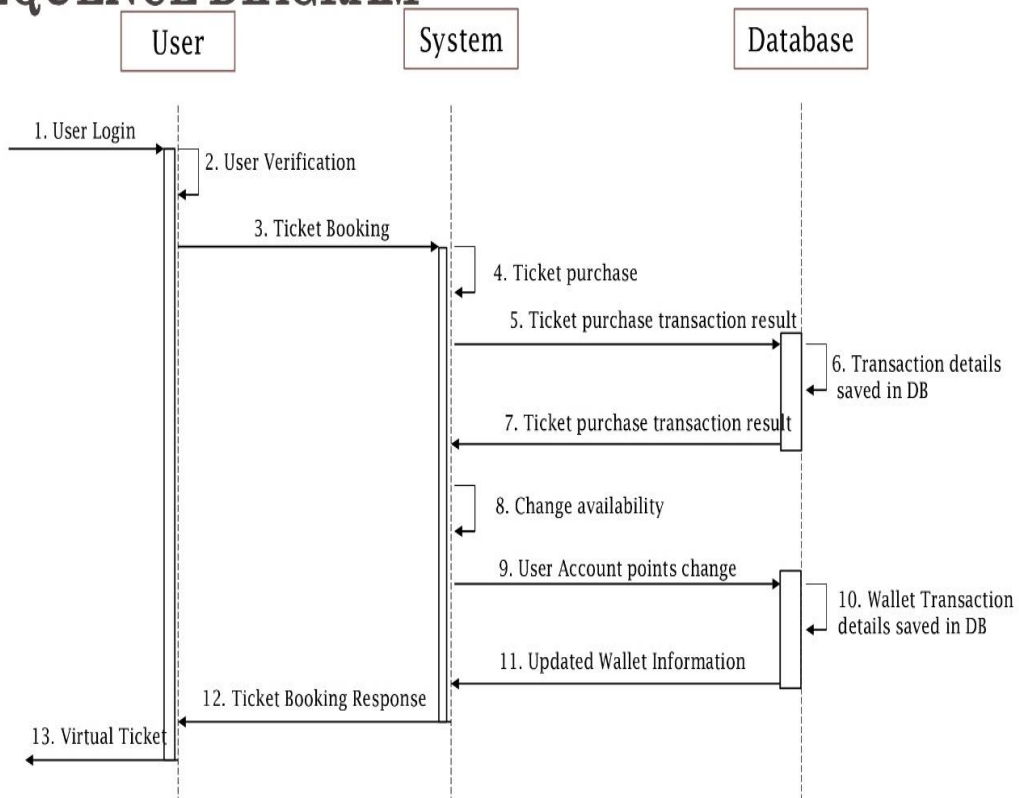 DIAGRAM
User
System
Database
1. User Login
2. User Verification
3. Ticket Booking
4. Ticket purchase
5. Ticket purchase transaction result
6. Transaction details
saved in DB
7. Ticket purchase transaction result
8. Change availability
9. User Account points change
10. Wallet Transaction
details saved in DB
11. Updated Wallet Information
12. Ticket Booking Response
13. Virtual Ticket